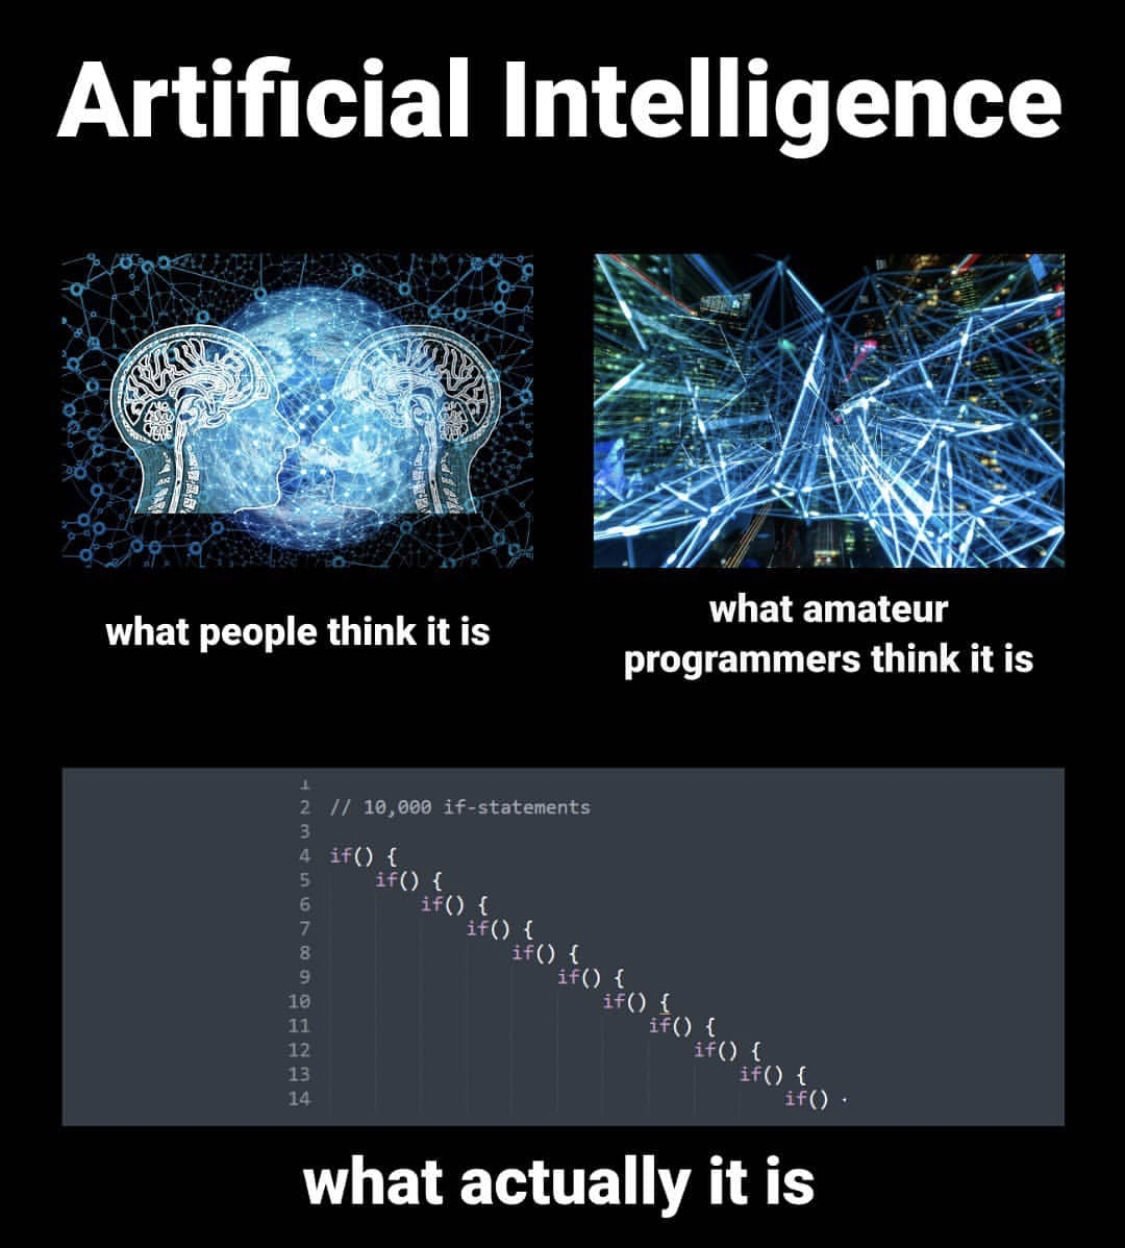 Artificial Intelligence
what people think it is
what amateur
programmers think it is
1
2 // 10,000 if-statements
3
4 if() {
5 if() {
6 if() {
7 if() {
8 if() {
9 if() {
10 if() {
11 if() {
12 if() {
13 if() {
14 if()
what actually it is